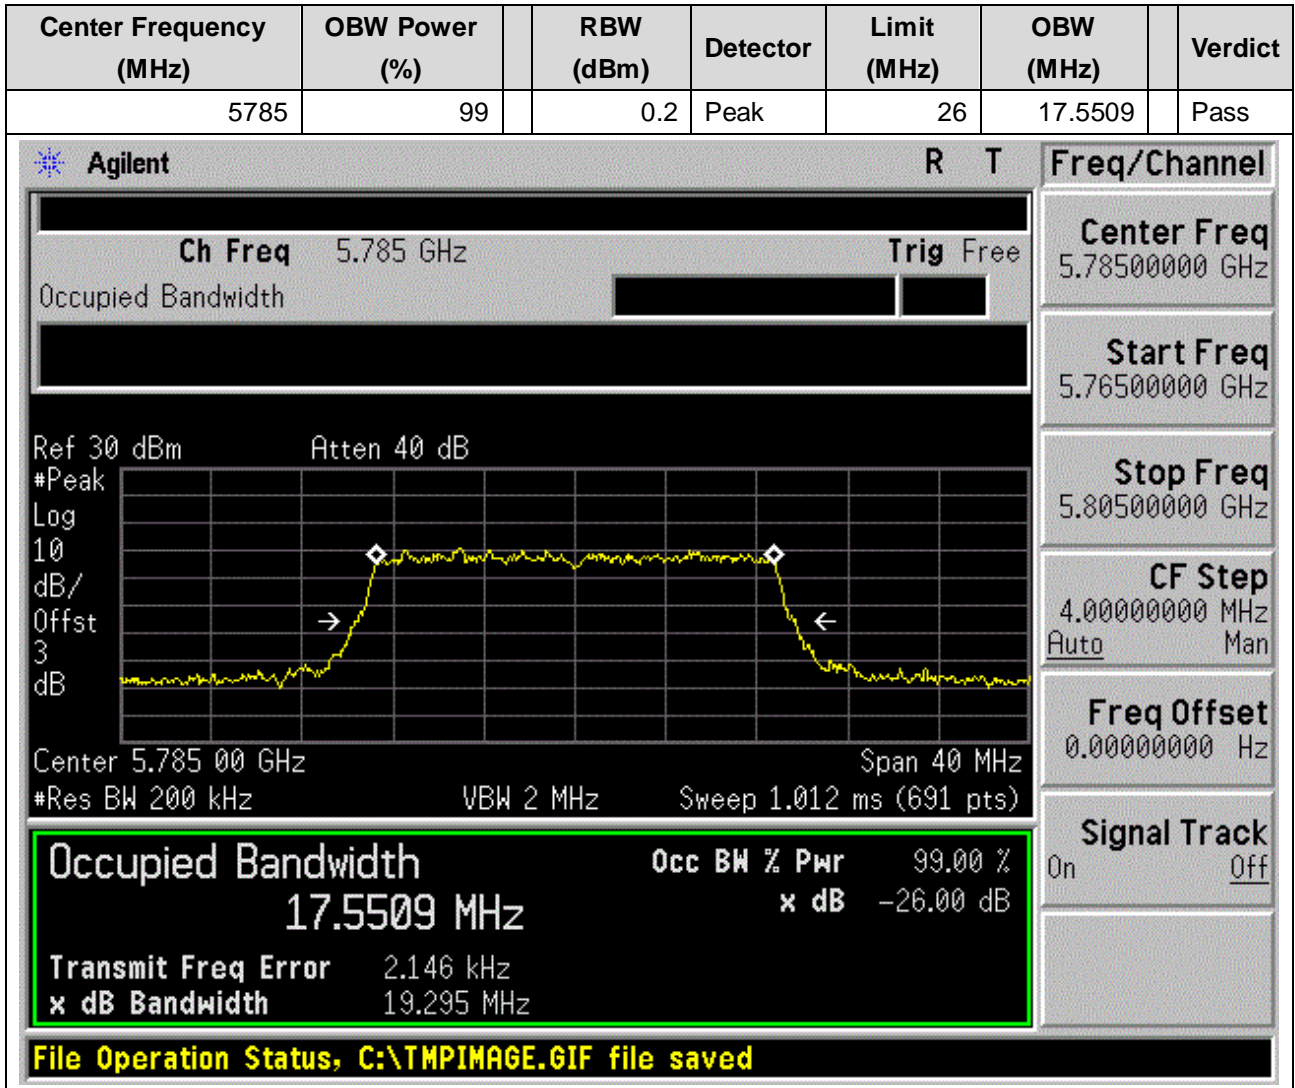 Center Frequency (MHz) OBW Power (%) RBW (dBm) Detector Limit (MHz) OBW (MHz) Verdict
5785 99 0.2 Peak 26 17.5509 Pass
Agilent R T Freq/Channel
Ch Freq 5.785 GHz Trig Free
Occupied Bandwidth
Center Freq
5.78500000 GHz
Start Freq
5.76500000 GHz
Stop Freq
5.80500000 GHz
CF Step
4.00000000 MHz
Auto Man
Freq Offset
0.00000000 Hz
Signal Track
On Off
Ref 30 dBm Atten 40 dB
#Peak
Log
10
dB/
Offst
3
dB
Center 5.785 00 GHz Span 40 MHz
#Res BW 200 kHz VBW 2 MHz Sweep 1.012 ms (691 pts)
Occupied Bandwidth
17.5509 MHz
Occ BW % Pwr 99.00 %
x dB -26.00 dB
Transmit Freq Error 2.146 kHz
x dB Bandwidth 19.295 MHz
File Operation Status, C:\TMPIMAGE.GIF file saved